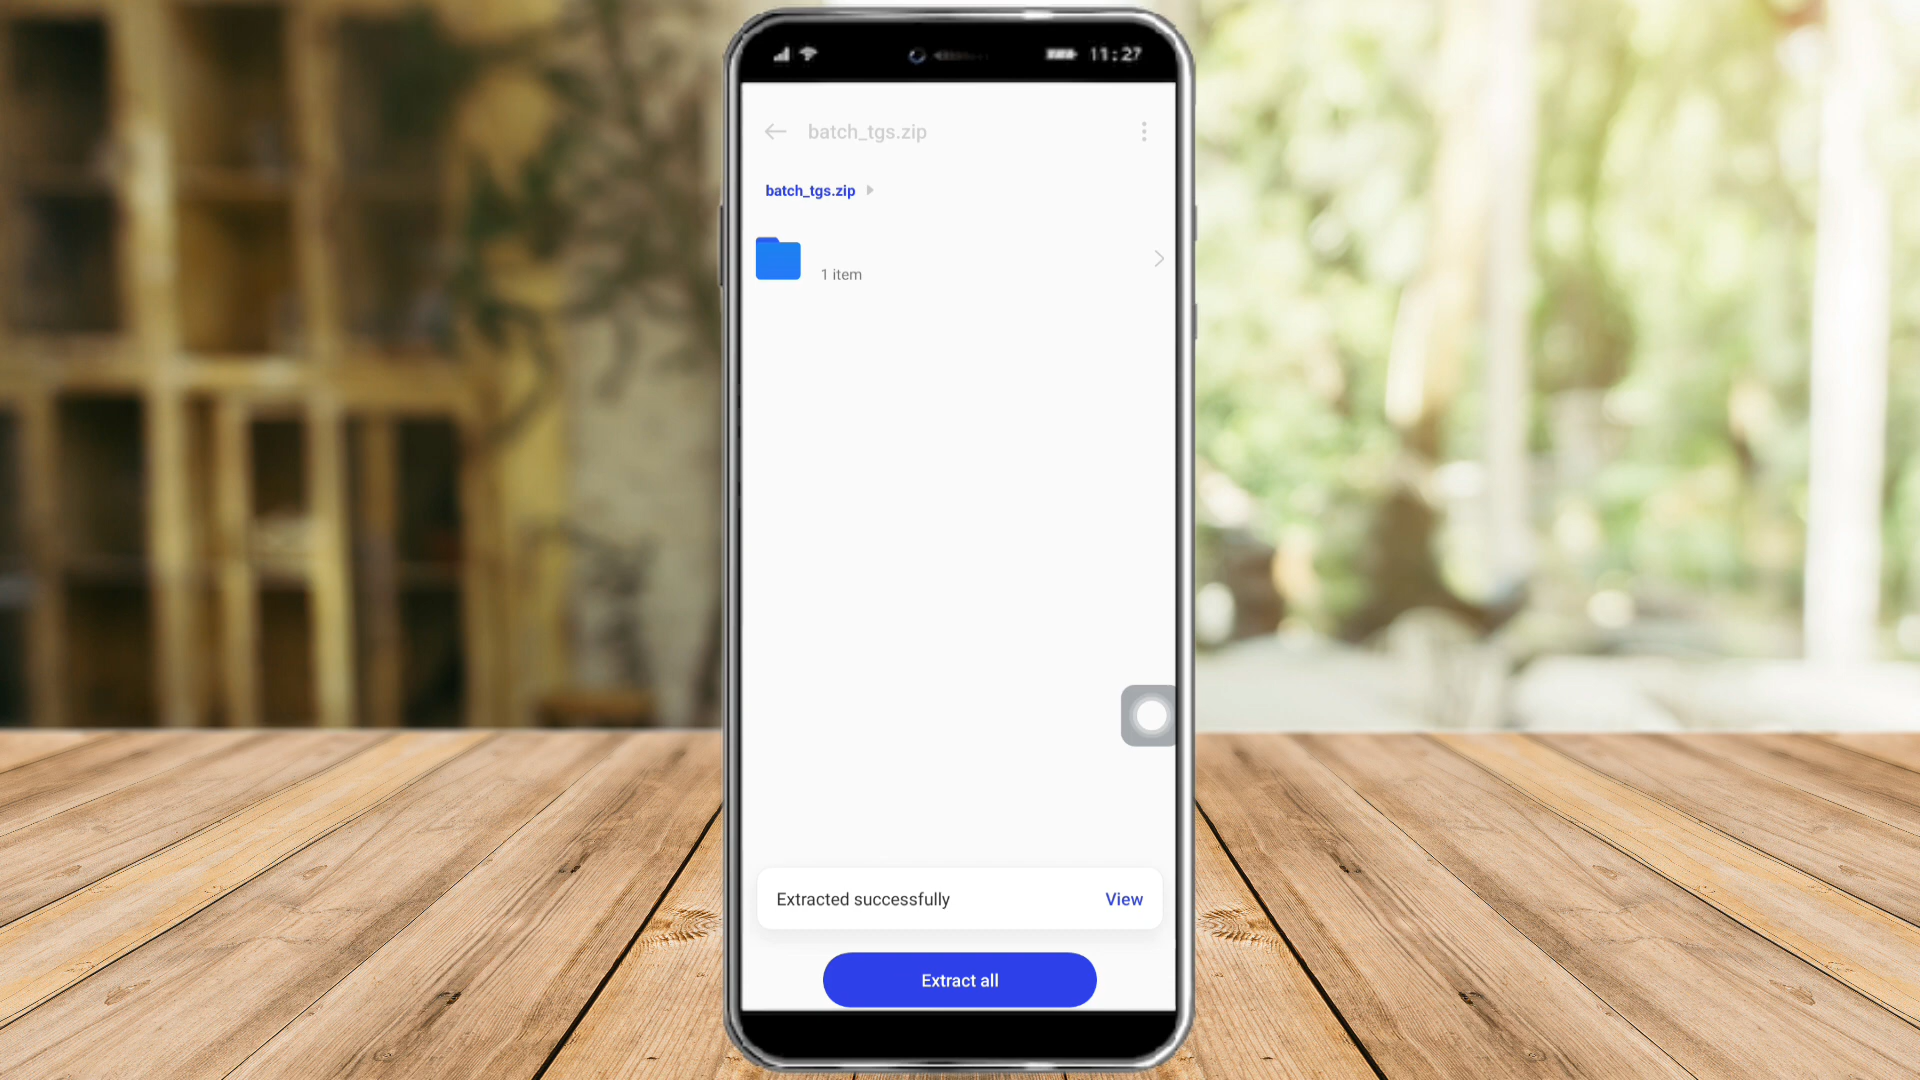 11:27
batch_tgs.zip
batch_tgs.zip
1 item
Extracted successfully View
Extract all